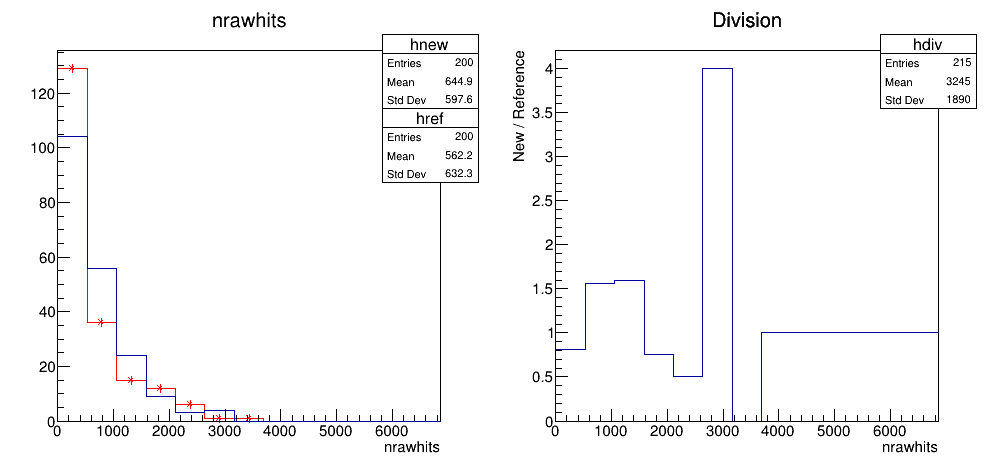 nrawhits
hnew
Entries 200
Mean 644.9
Std Dev 597.6
href
Entries 200
Mean 562.2
Std Dev 632.3
120
100
80
60
40
20
0
0 1000 2000 3000 4000 5000 6000
nrawhits
Division
hdiv
Entries 215
Mean 3245
Std Dev 1890
New / Reference
4
3.5
3
2.5
2
1.5
1
0.5
0
0 1000 2000 3000 4000 5000 6000
nrawhits